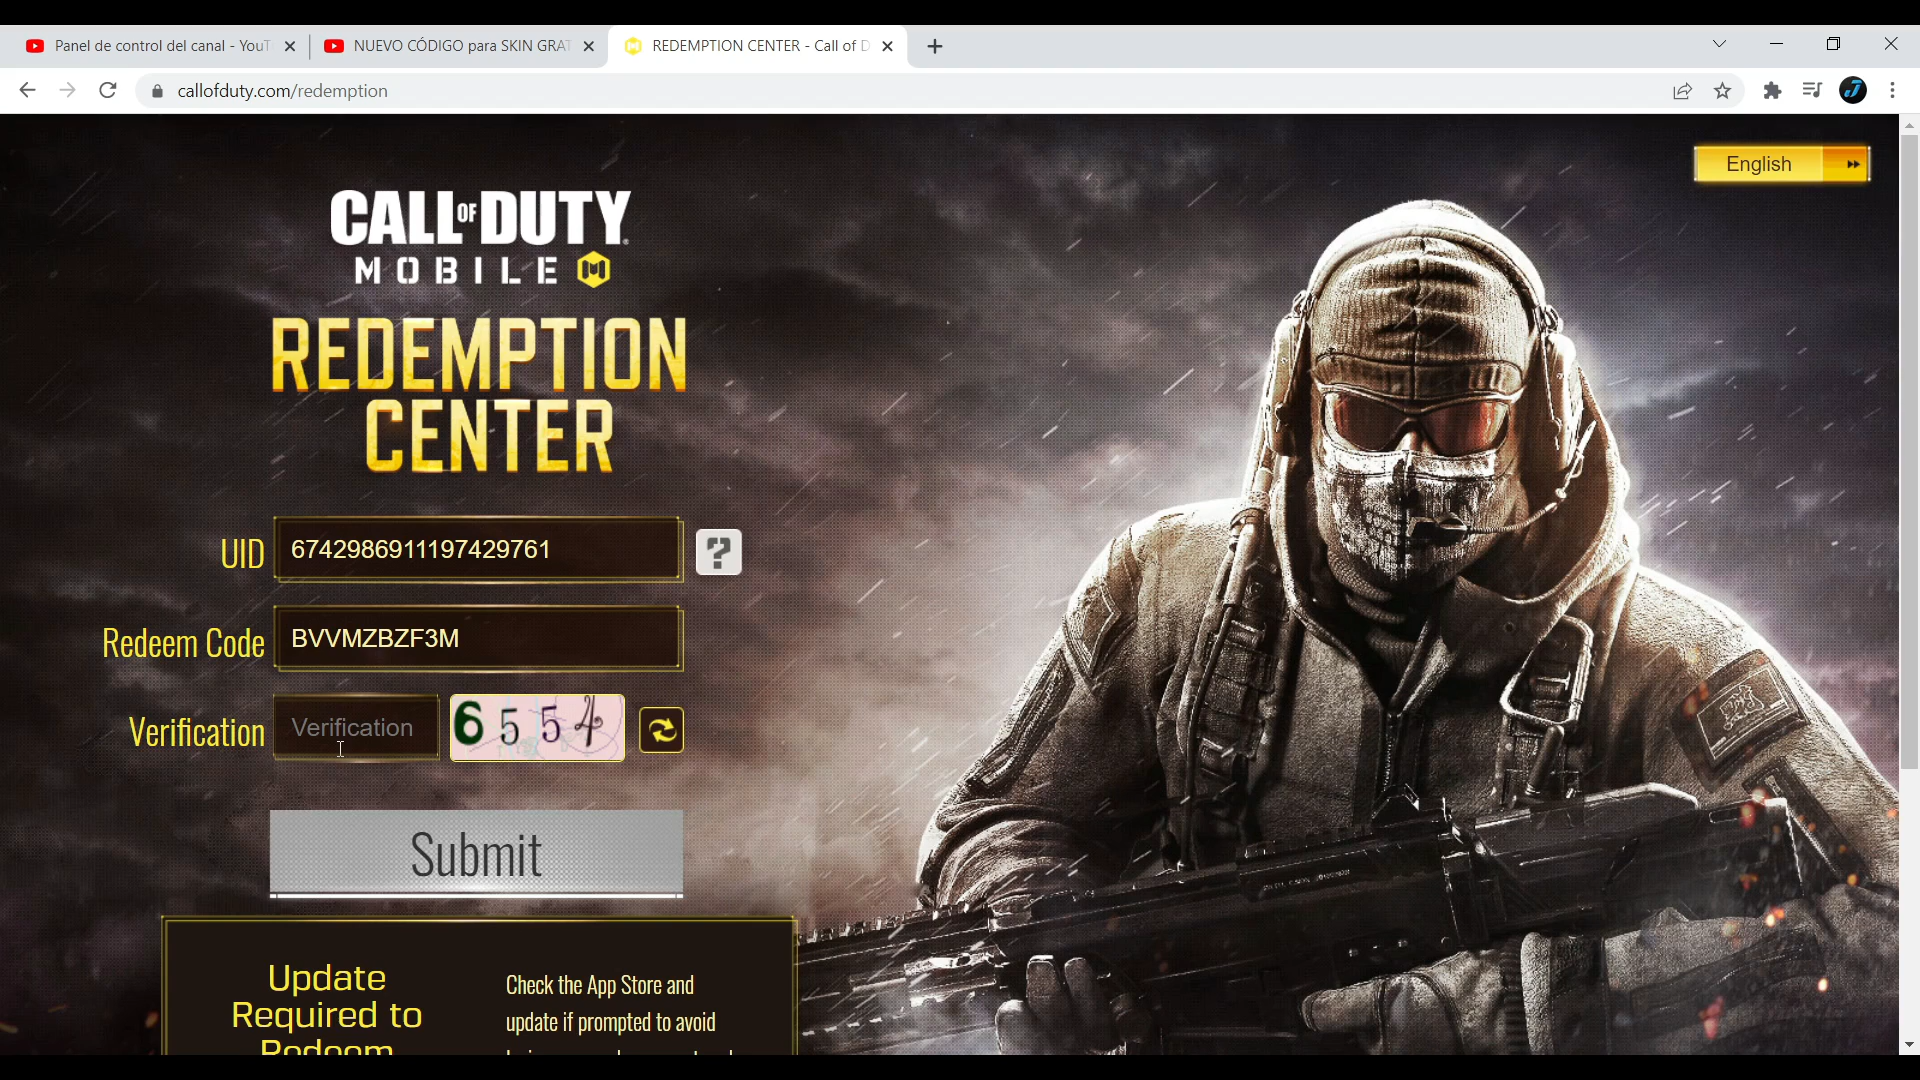 Panel de control del canal - YouT
NUEVO CÓDIGO para SKIN GRAT
REDEMPTION CENTER - Call of D
callofduty.com/redemption
English
CALL OF DUTY
MOBILE
REDEMPTION
CENTER
UID
6742986911197429761
?
Redeem Code
BVVMZBZF3M
Verification
Verification
6554
Submit
Update
Required to
Redeem
Check the App Store and
update if prompted to avoid